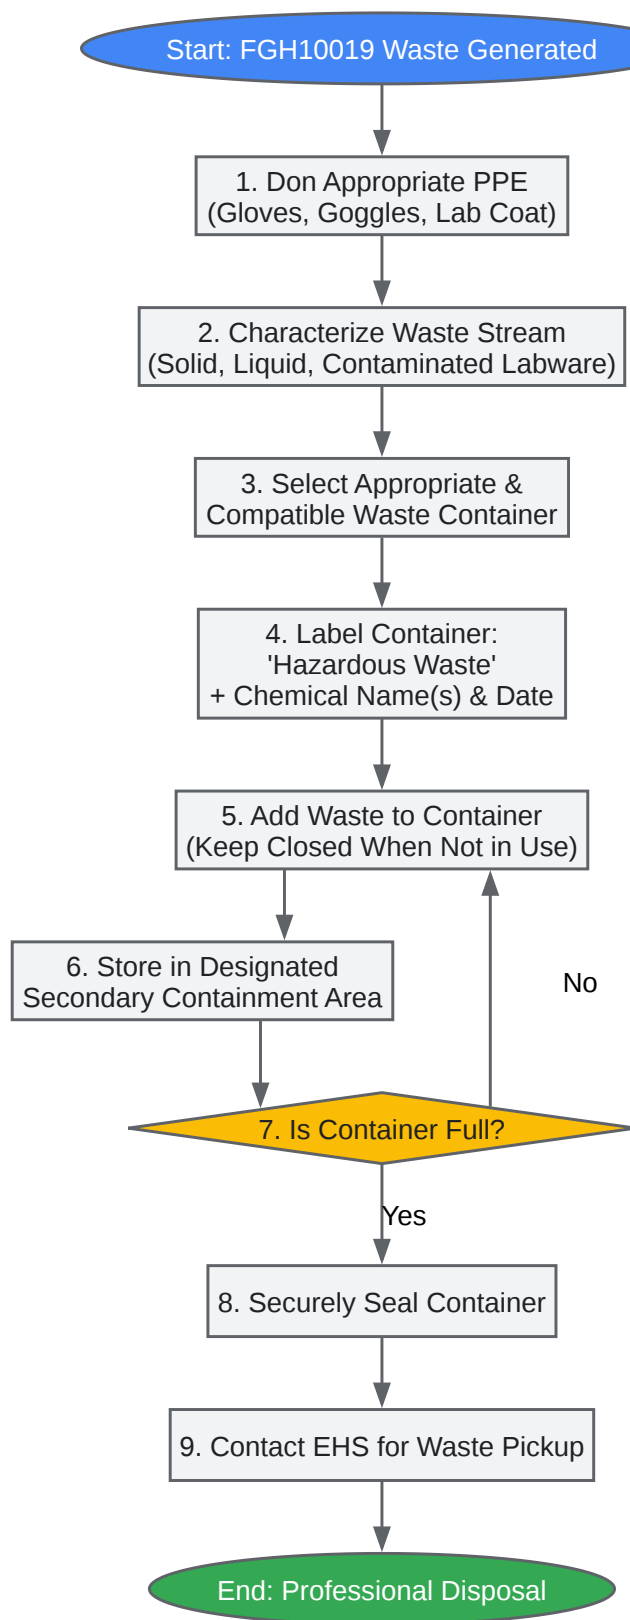 Start: FGH10019 Waste Generated
1. Don Appropriate PPE
(Gloves, Goggles, Lab Coat)
2. Characterize Waste Stream
(Solid, Liquid, Contaminated Labware)
3. Select Appropriate &
Compatible Waste Container
4. Label Container:
'Hazardous Waste'
+ Chemical Name(s) & Date
5. Add Waste to Container
(Keep Closed When Not in Use)
6. Store in Designated
Secondary Containment Area
No
7. Is Container Full?
Yes
8. Securely Seal Container
9. Contact EHS for Waste Pickup
End: Professional Disposal